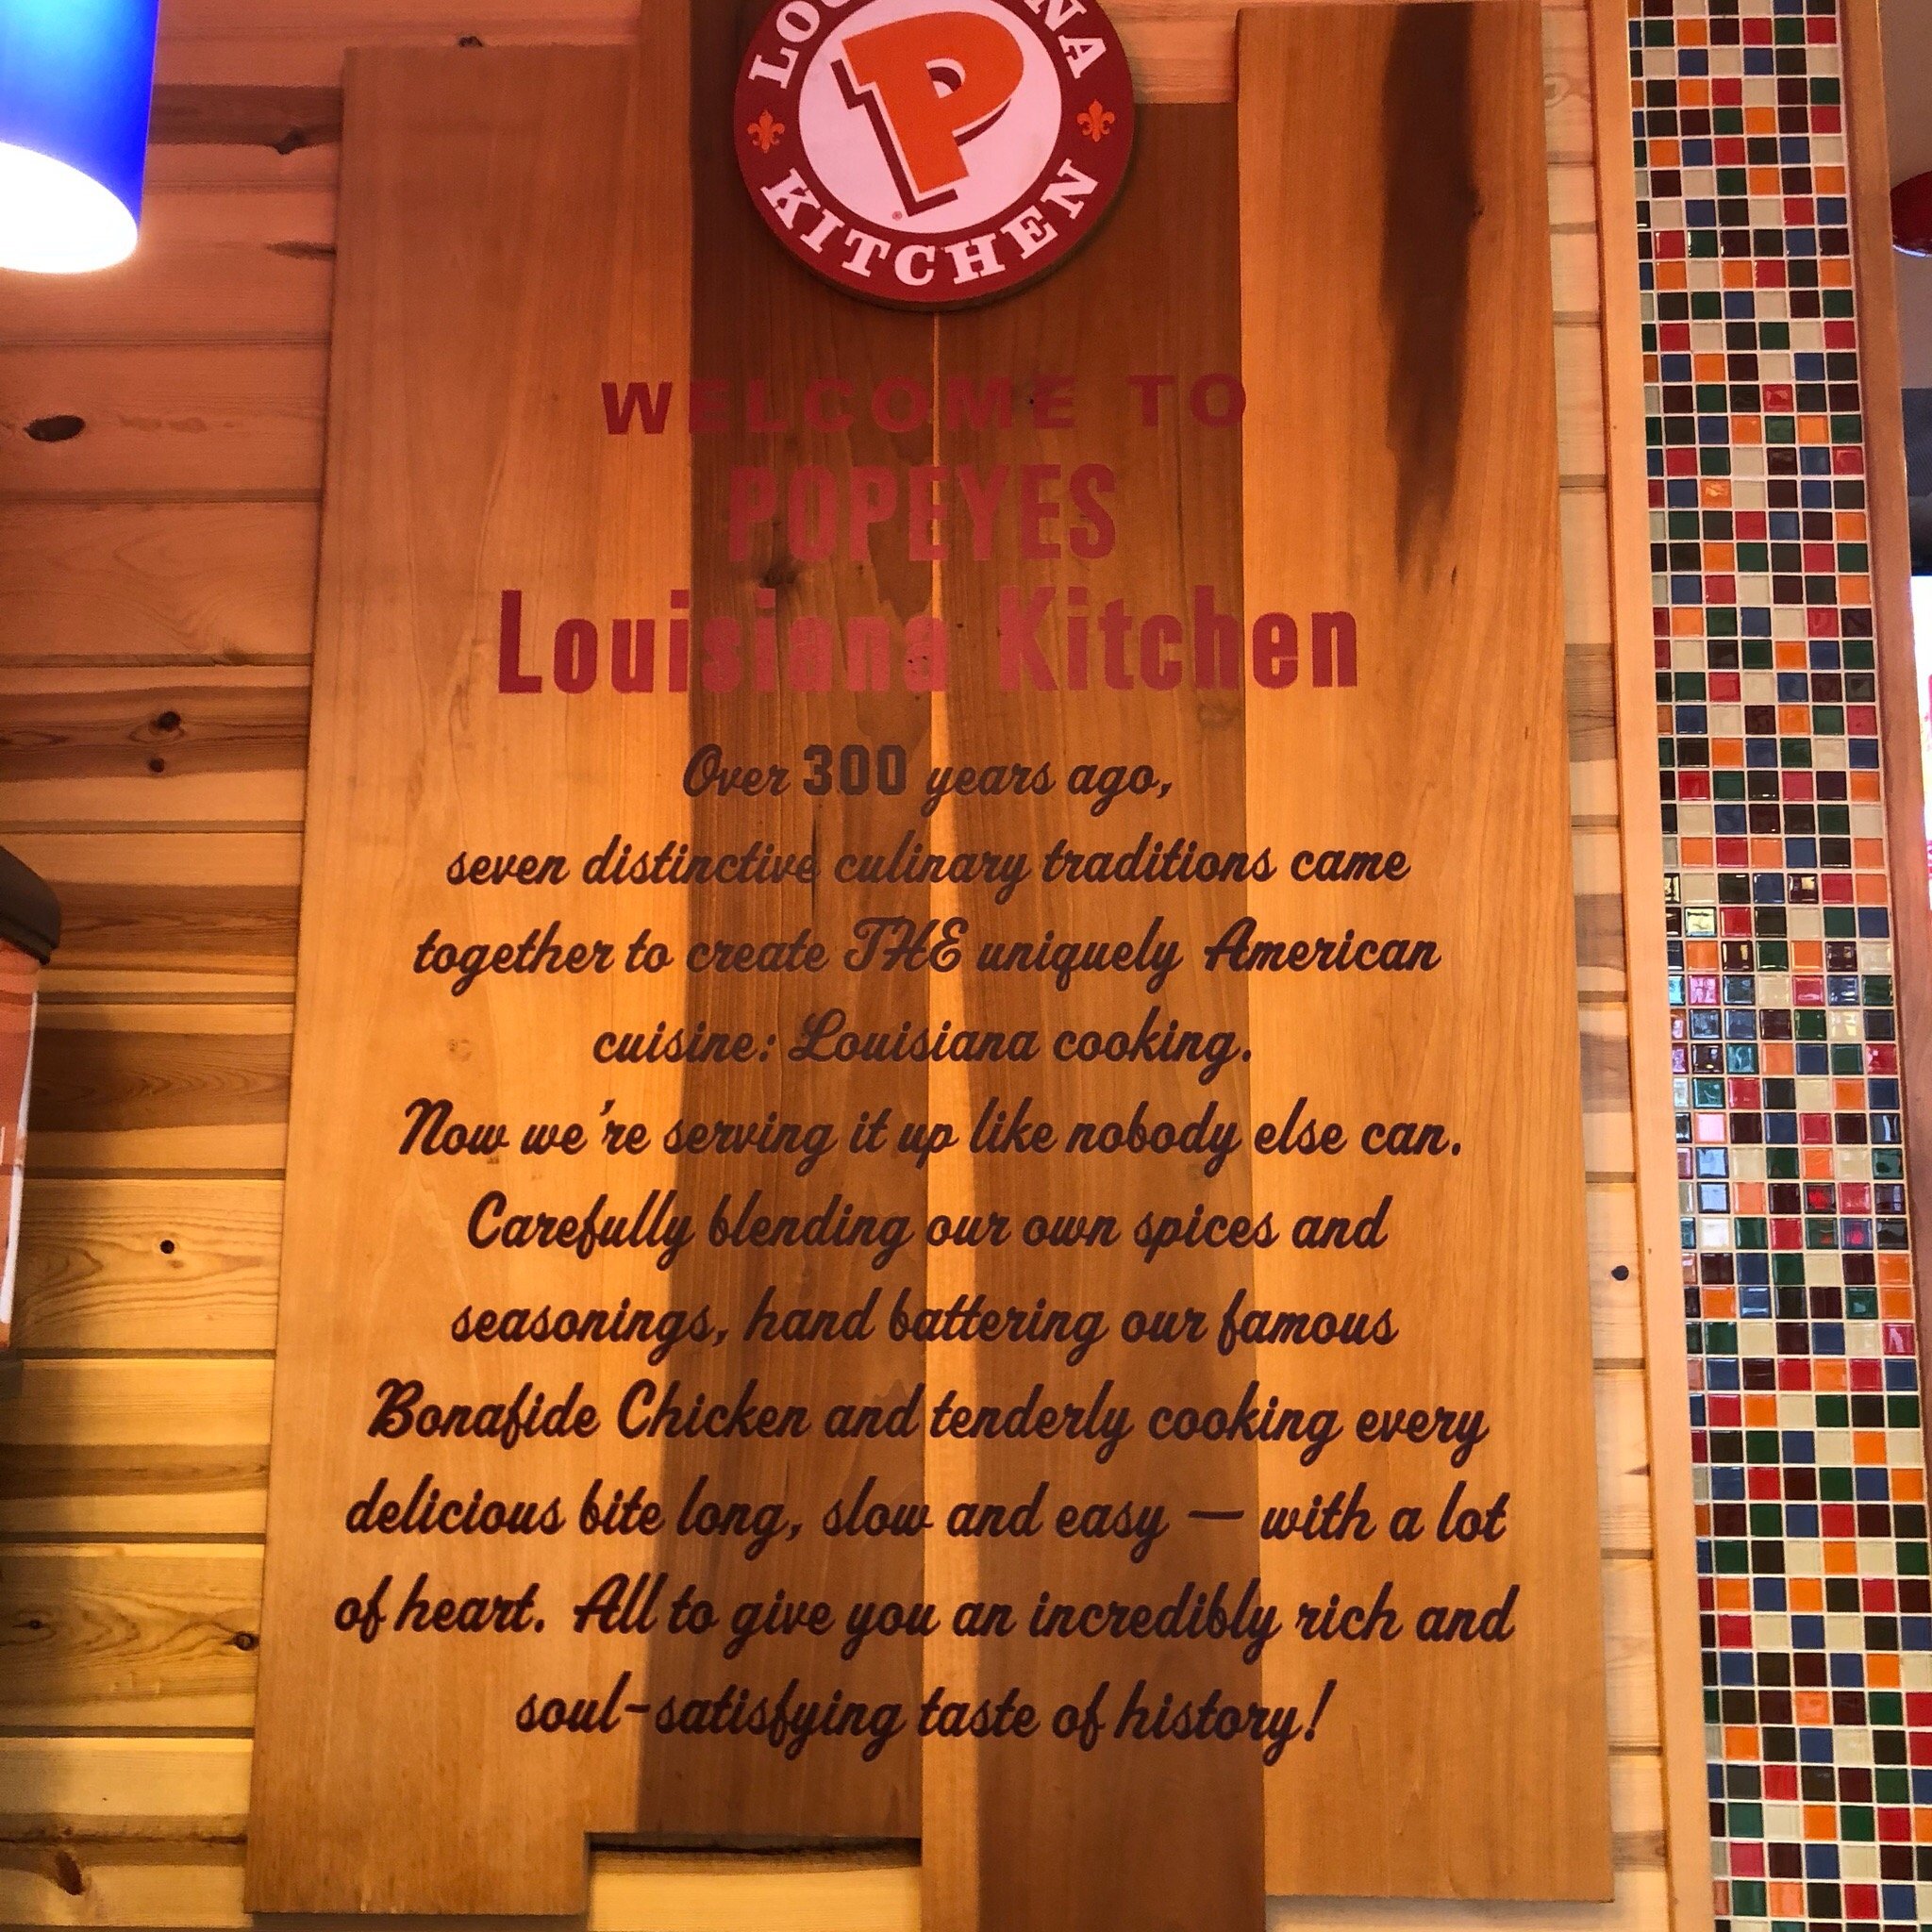 LOUISIANA
KITCHEN
P
WELCOME TO
POPEYES
Louisiana Kitchen
Over 300 years ago,
seven distinctive culinary traditions came
together to create THE uniquely American
cuisine: Louisiana cooking.
Now we're serving it up like nobody else can.
Carefully blending our own spices and
seasonings, hand battering our famous
Bonafide Chicken and tenderly cooking every
delicious bite long, slow and easy — with a lot
of heart. All to give you an incredibly rich and
soul-satisfying taste of history!